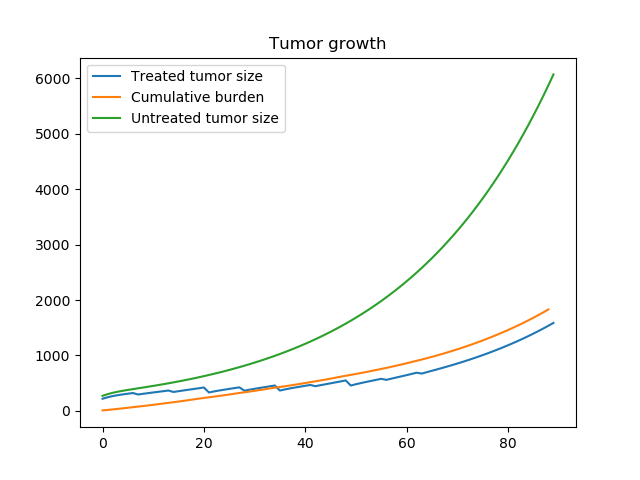 Tumor growth
Treated tumor size
Cumulative burden
Untreated tumor size
6000
5000
4000
3000
2000
1000
0
0 20 40 60 80